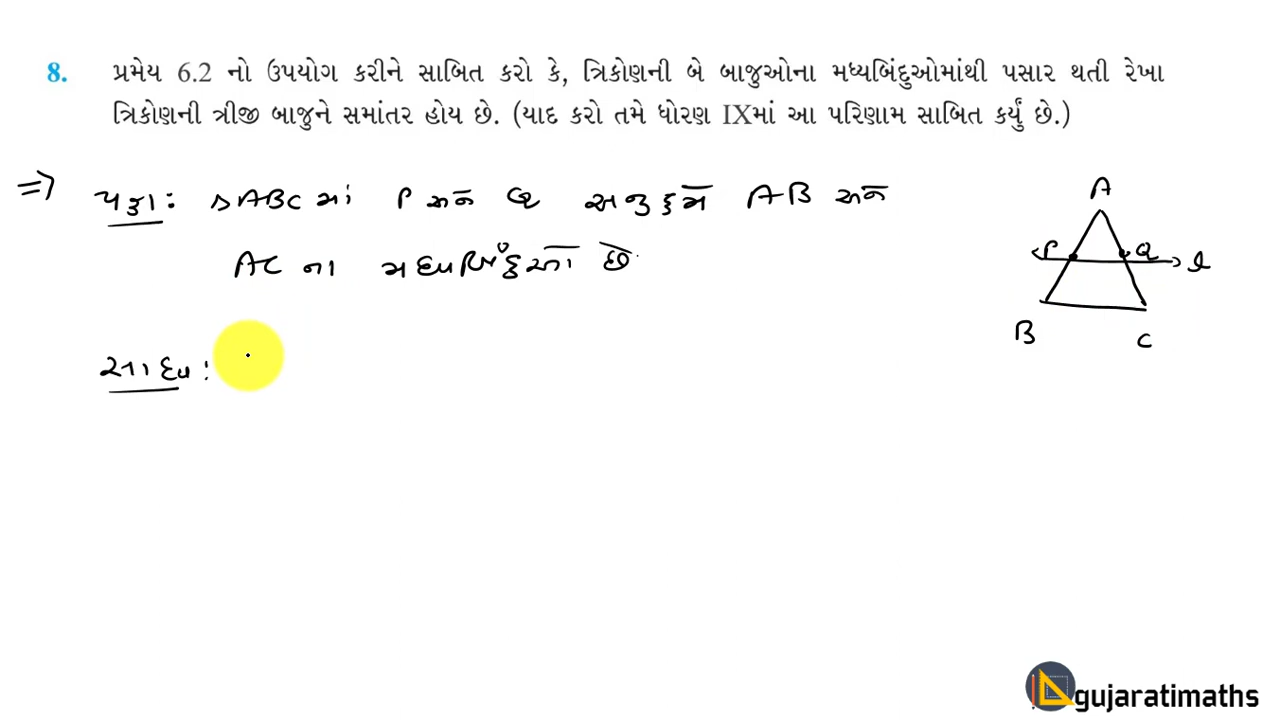 8. પ્રમેય 6.2 નો ઉપયોગ કરીને સાબિત કરો કે, ત્રિકોણની બે બાજુઓના મધ્યબિંદુઓમાંથી પસાર થતી રેખા
ત્રિકોણની ત્રીજી બાજુને સમાંતર હોય છે. (યાદ કરો તમે ધોરણ IXમાં આ પરિણામ સાબિત કર્યું છે.)
⇒ પક્ષ : △ABC માં P અને Q અનુક્રમે AB અને
AC ના મધ્યબિંદુઓ છે.
સાધ્ય :
A
P Q l
B C
gujaratimaths